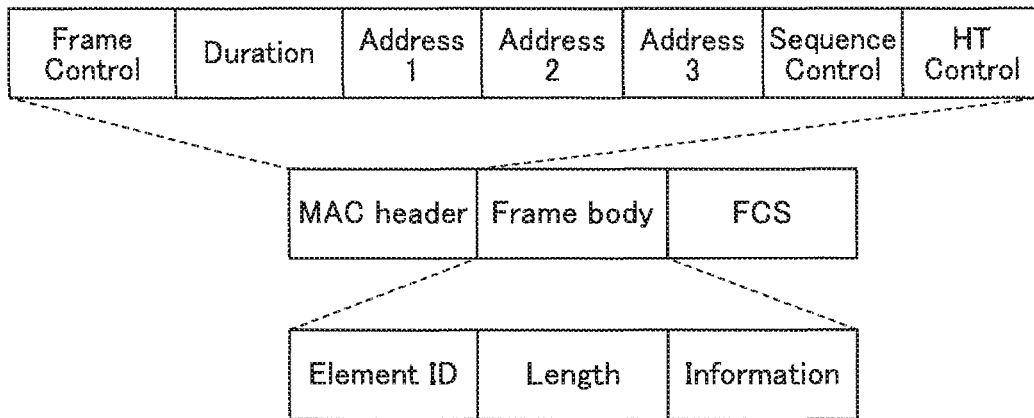 Frame Control
Duration
Address 1
Address 2
Address 3
Sequence Control
HT Control
MAC header
Frame body
FCS
Element ID
Length
Information